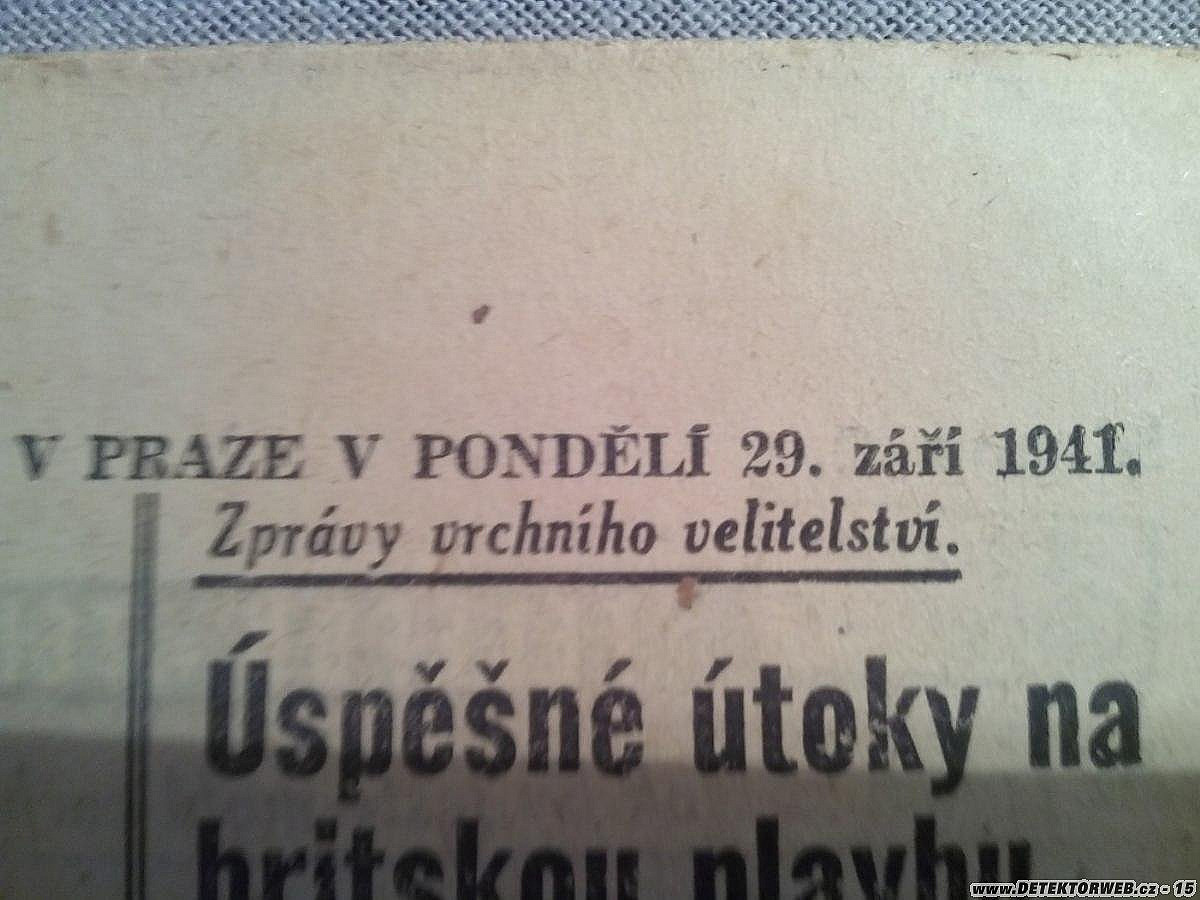 V PRAZE V PONDĚLÍ 29. září 1941.
Zprávy vrchního velitelství.
Úspěšné útoky na
britskou plavbu
www.DETEKTORWEB.cz - 15